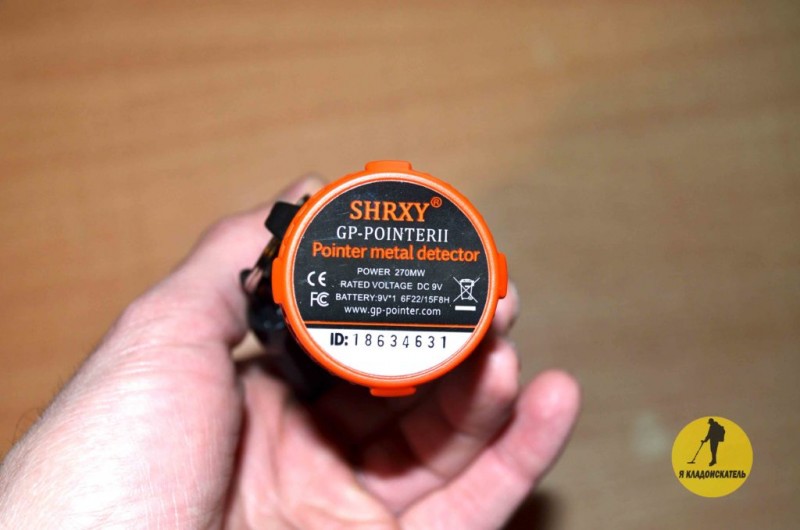 SHRXY®
GP-POINTERII
Pointer metal detector
POWER 270MW
CE
RATED VOLTAGE DC 9V
FC
BATTERY:9V*1 6F22/15F8H
www.gp-pointer.com
ID:18634631
Я КЛАДОИСКАТЕЛЬ